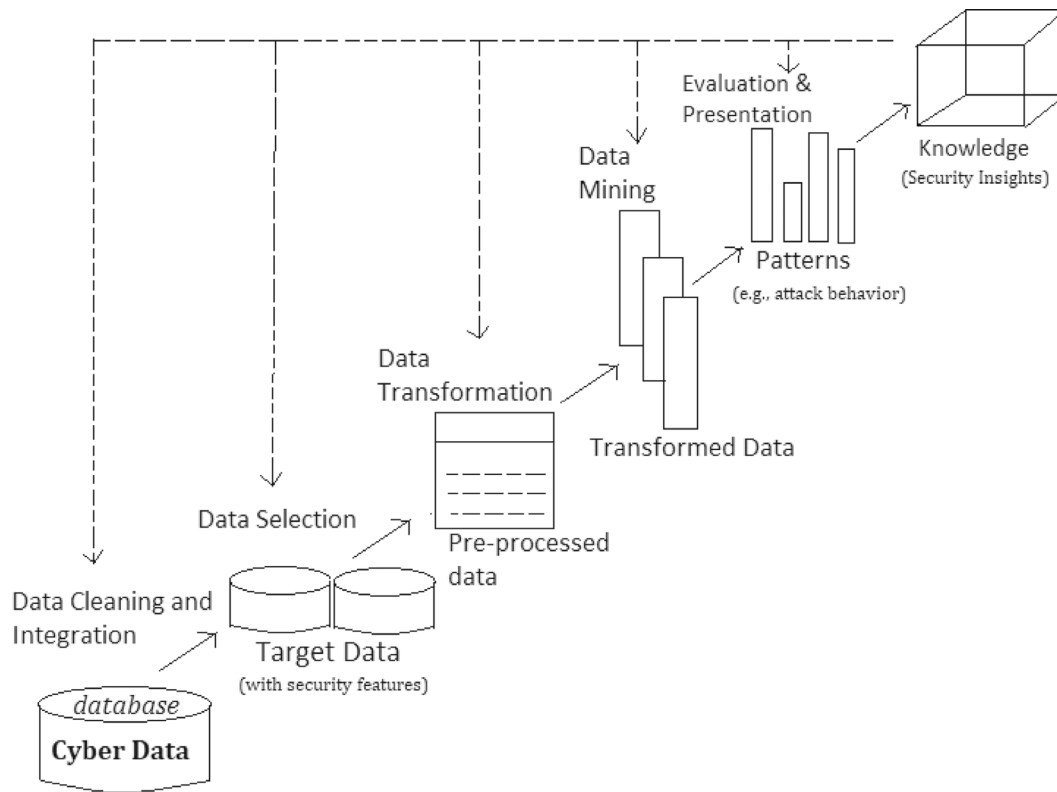 Evaluation &
Presentation
Knowledge
(Security Insights)
Data
Mining
Patterns
(e.g., attack behavior)
Data
Transformation
Transformed Data
Data Selection
Pre-processed
data
Data Cleaning and
Integration
Target Data
(with security features)
database
Cyber Data